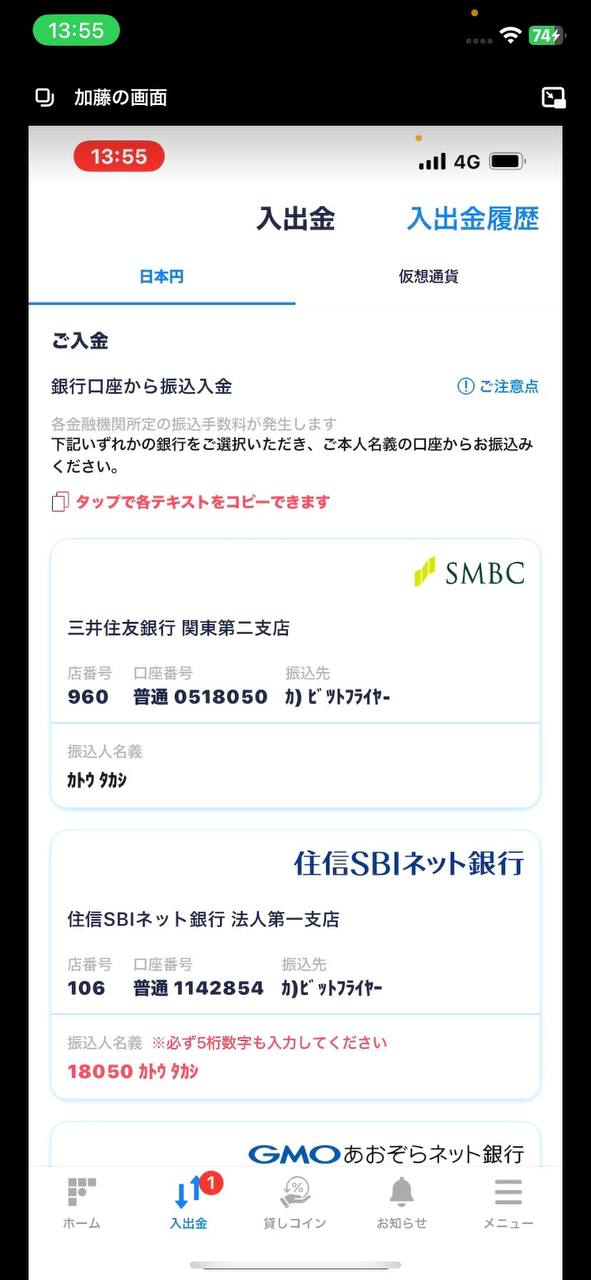 13:55
74
加藤の画面
13:55
4G
入出金
入出金履歴
日本円
仮想通貨
ご入金
銀行口座から振込入金
ご注意点
各金融機関所定の振込手数料が発生します
下記いずれかの銀行をご選択いただき、ご本人名義の口座からお振込み
ください。
タップで各テキストをコピーできます
SMBC
三井住友銀行 関東第二支店
店番号 口座番号 振込先
960 普通 0518050 ｶ) ﾋﾞｯﾄﾌﾗｲﾔｰ
振込人名義
ｶﾄｳ ﾀｶｼ
住信SBIネット銀行
住信SBIネット銀行 法人第一支店
店番号 口座番号 振込先
106 普通 1142854 ｶ)ﾋﾞｯﾄﾌﾗｲﾔｰ
振込人名義 ※必ず5桁数字も入力してください
18050 ｶﾄｳ ﾀｶｼ
GMOあおぞらネット銀行
1
ホーム
入出金
貸しコイン
お知らせ
メニュー